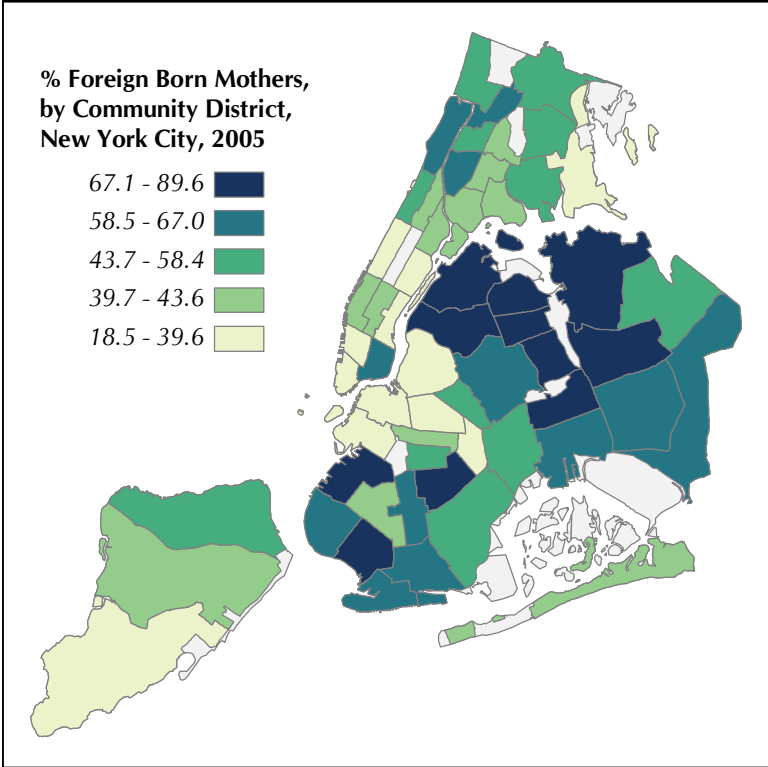 % Foreign Born Mothers,
by Community District,
New York City, 2005
67.1 - 89.6
58.5 - 67.0
43.7 - 58.4
39.7 - 43.6
18.5 - 39.6